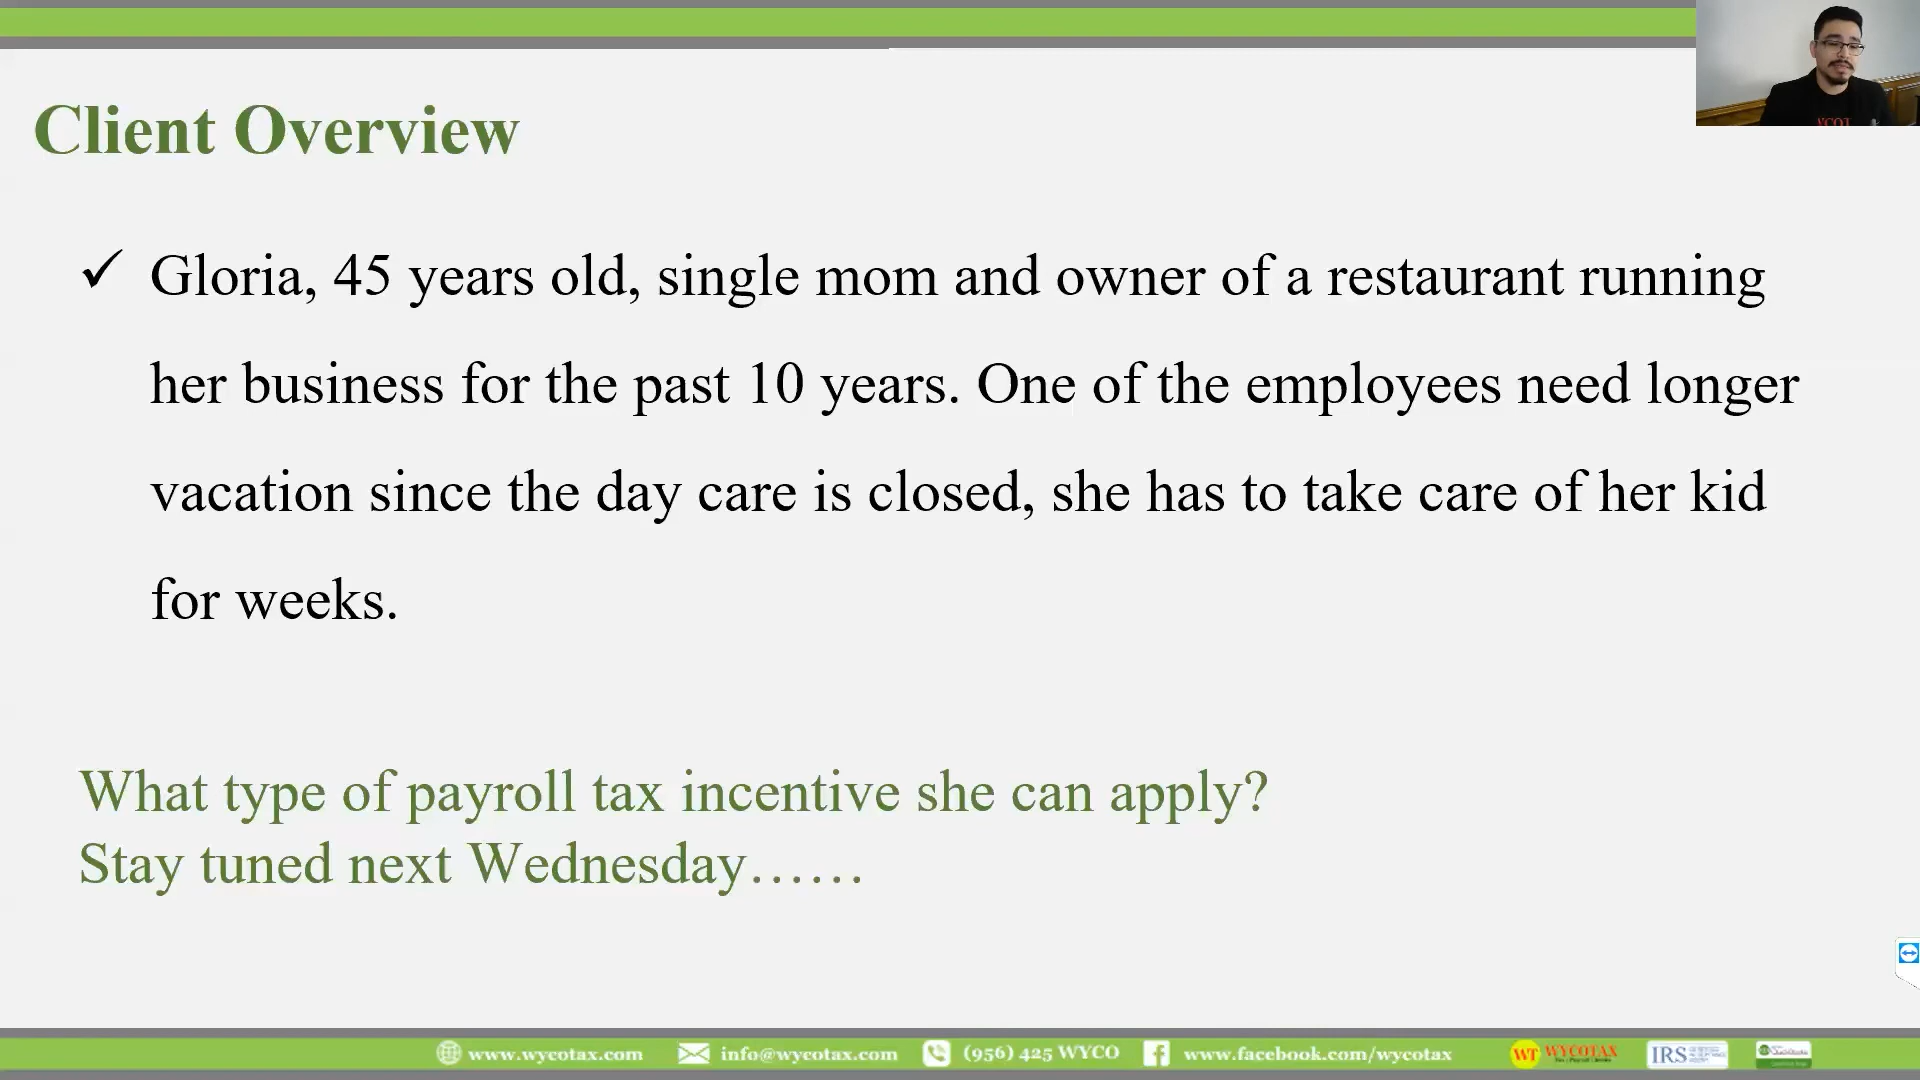 Client Overview
✓ Gloria, 45 years old, single mom and owner of a restaurant running
her business for the past 10 years. One of the employees need longer
vacation since the day care is closed, she has to take care of her kid
for weeks.
What type of payroll tax incentive she can apply?
Stay tuned next Wednesday……
www.wycotax.com info@wycotax.com (956) 425 WYCO www.facebook.com/wycotax WT WYCOTAX IRS